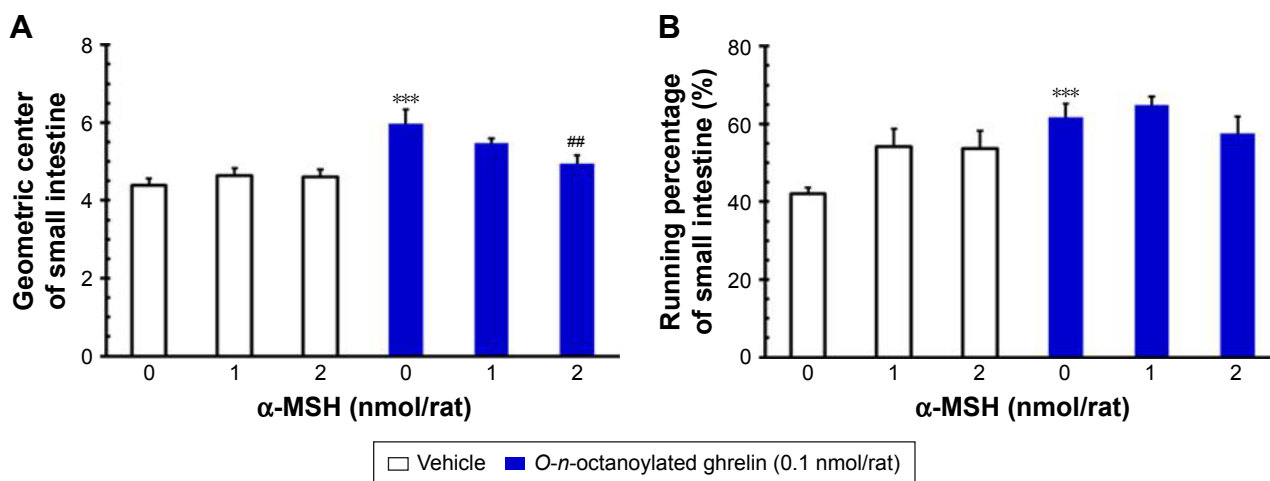 A
Geometric center
of small intestine
8
6
4
2
0
***
##
0 1 2 0 1 2
α-MSH (nmol/rat)
B
Running percentage
of small intestine (%)
80
60
40
20
0
***
0 1 2 0 1 2
α-MSH (nmol/rat)
Vehicle O-n-octanoylated ghrelin (0.1 nmol/rat)